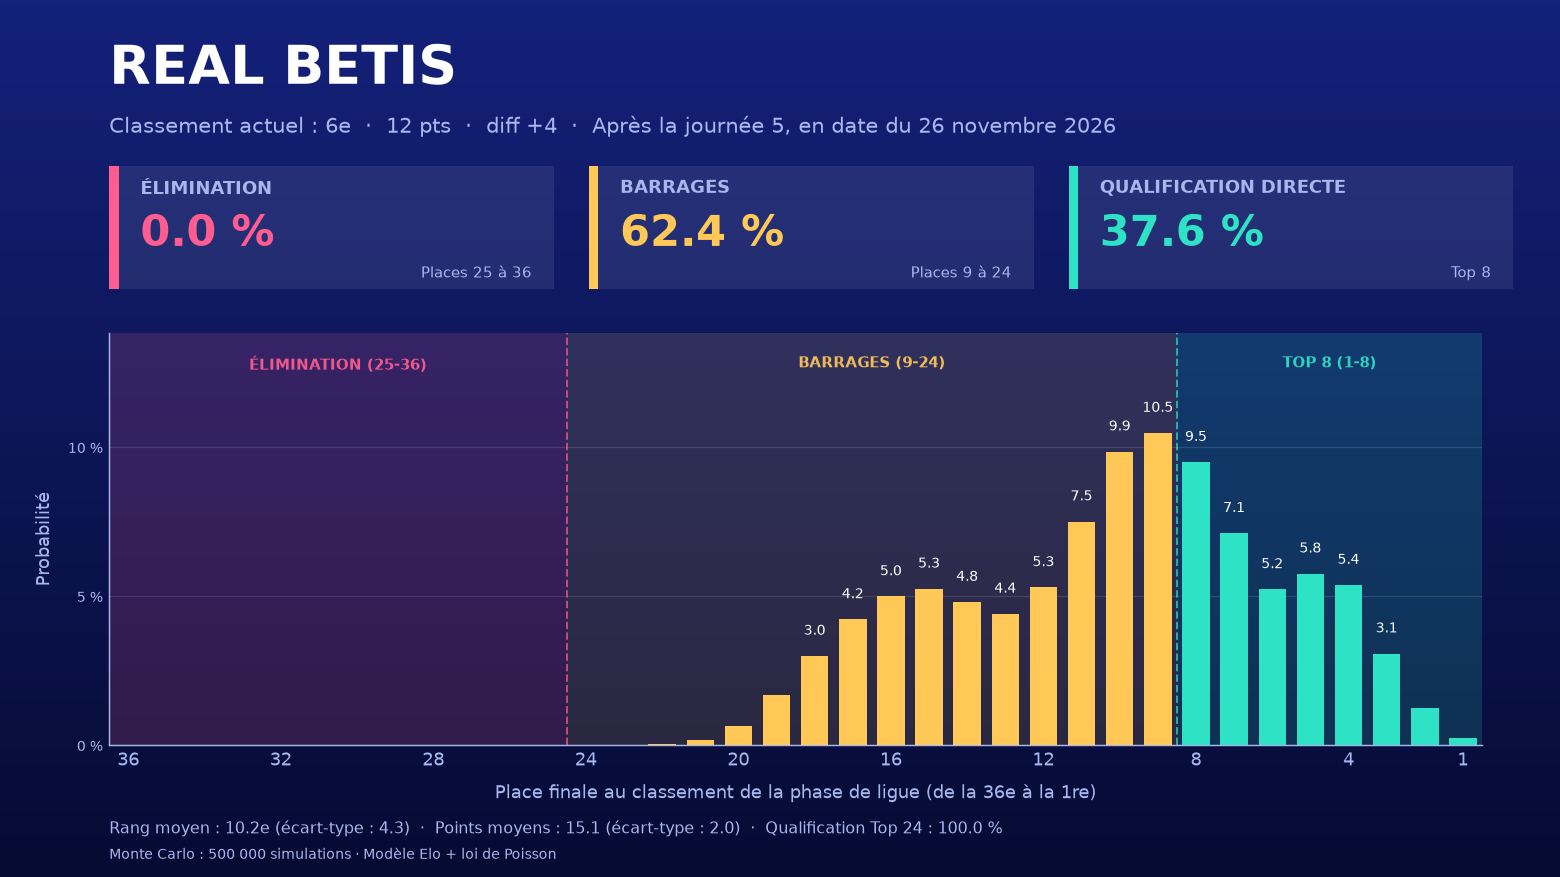 REAL BETIS
Classement actuel : 6e · 12 pts · diff +4 · Après la journée 5, en date du 26 novembre 2026
ÉLIMINATION
0.0 %
Places 25 à 36
BARRAGES
62.4 %
Places 9 à 24
QUALIFICATION DIRECTE
37.6 %
Top 8
ÉLIMINATION (25-36)
BARRAGES (9-24)
TOP 8 (1-8)
Probabilité
10 %
5 %
0 %
3.0
4.2
5.0
5.3
4.8
4.4
5.3
7.5
9.9
10.5
9.5
7.1
5.2
5.8
5.4
3.1
36 32 28 24 20 16 12 8 4 1
Place finale au classement de la phase de ligue (de la 36e à la 1re)
Rang moyen : 10.2e (écart-type : 4.3) · Points moyens : 15.1 (écart-type : 2.0) · Qualification Top 24 : 100.0 %
Monte Carlo : 500 000 simulations · Modèle Elo + loi de Poisson